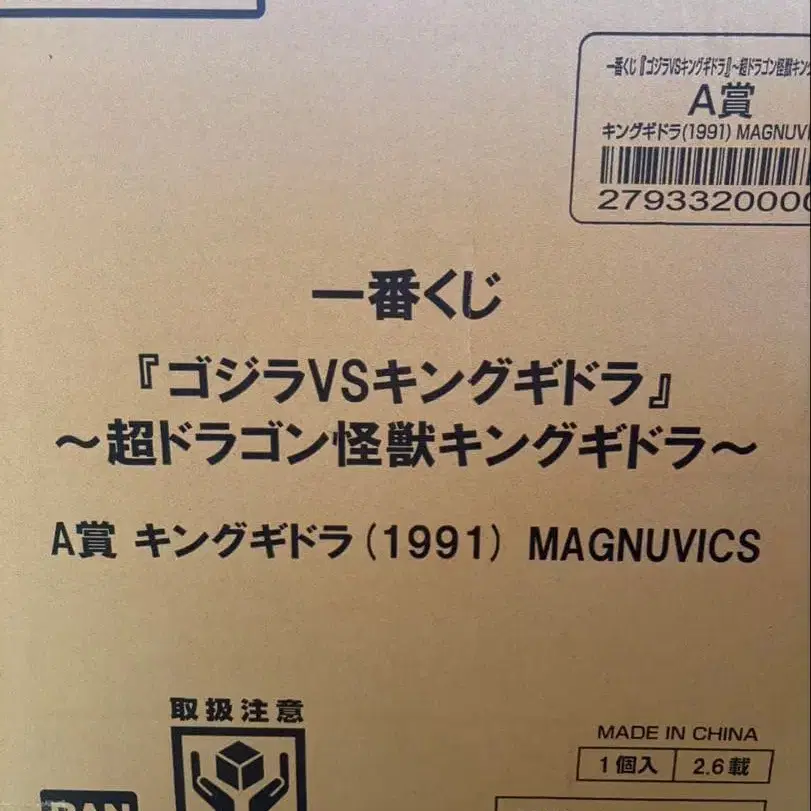 一番くじ『ゴジラVSキングギドラ』~超ドラゴン怪獣キング
A賞
キングギドラ(1991) MAGNUV
279332000
一番くじ
『ゴジラVSキングギドラ』
~超ドラゴン怪獣キングギドラ~
A賞 キングギドラ(1991) MAGNUVICS
取扱注意
MADE IN CHINA
1個入 2.6載
BAN